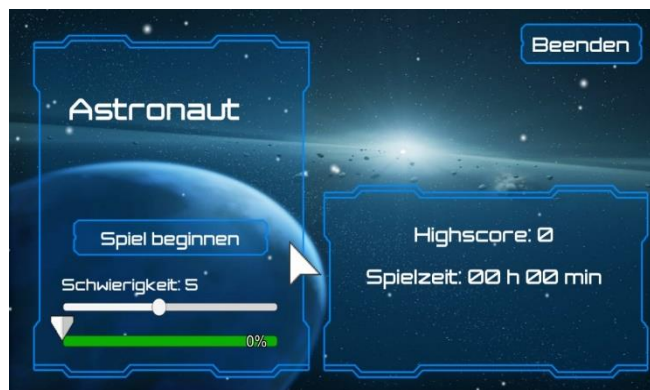 Beenden
Astronaut
Spiel beginnen
Schwierigkeit: 5
0%
Highscore: 0
Spielzeit: 00 h 00 min